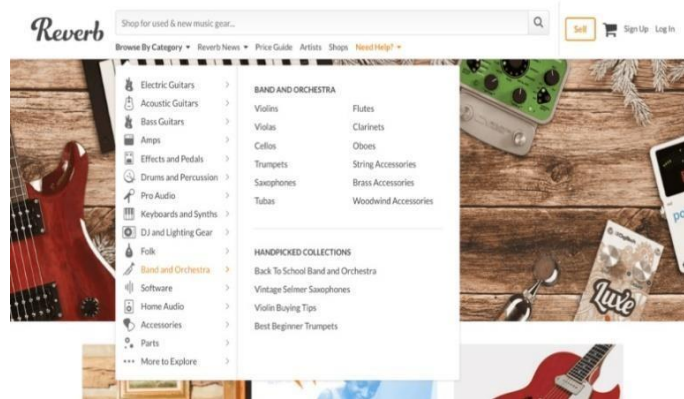 Reverb
Shop for used & new music gear...
Sell
Sign Up Log In
Browse By Category Reverb News Price Guide Artists Shops Need Help?
Electric Guitars
Acoustic Guitars
Bass Guitars
Amps
Effects and Pedals
Drums and Percussion
Pro Audio
Keyboards and Synths
DJ and Lighting Gear
Folk
Band and Orchestra
Software
Home Audio
Accessories
Parts
More to Explore
BAND AND ORCHESTRA
Violins Flutes
Violas Clarinets
Cellos Oboes
Trumpets String Accessories
Saxophones Brass Accessories
Tubas Woodwind Accessories
HANDPICKED COLLECTIONS
Back To School Band and Orchestra
Vintage Selmer Saxophones
Violin Buying Tips
Best Beginner Trumpets
Luxe